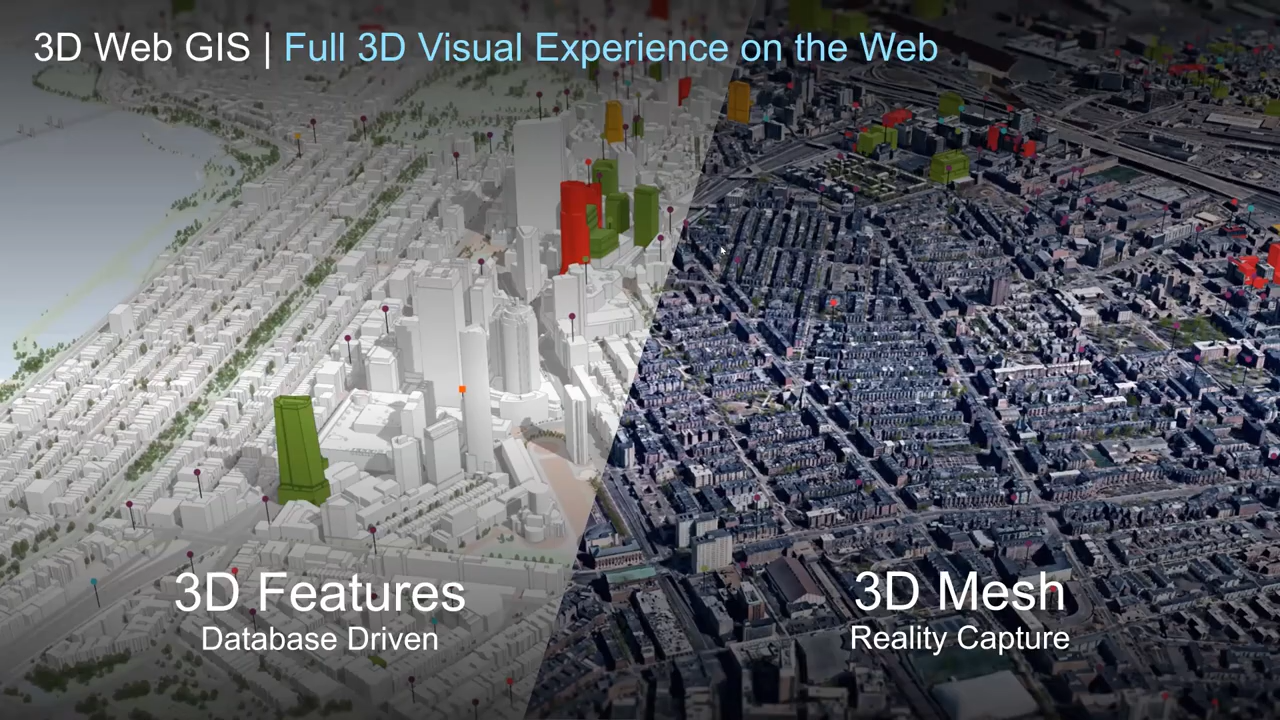 3D Web GIS | Full 3D Visual Experience on the Web
3D Features
Database Driven
3D Mesh
Reality Capture